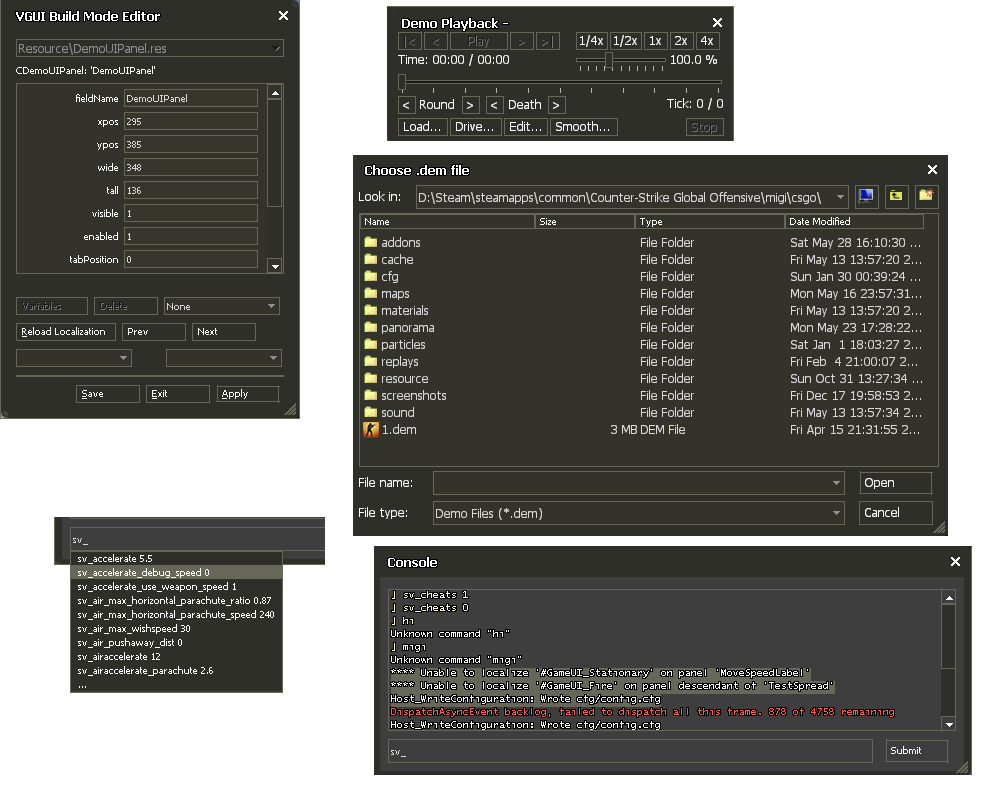 VGUI Build Mode Editor
Resource\DemoUIPanel.res
CDemoUIPanel: 'DemoUIPanel'
fieldName DemoUIPanel
xpos 295
ypos 385
wide 348
tall 136
visible 1
enabled 1
tabPosition 0
Variables Delete None
Reload Localization Prev Next
Save Exit Apply
Demo Playback -
|< < Play > >| 1/4x 1/2x 1x 2x 4x
Time: 00:00 / 00:00 100.0 %
< Round > < Death > Tick: 0 / 0
Load... Drive... Edit... Smooth... Stop
Choose .dem file
Look in: D:\Steam\steamapps\common\Counter-Strike Global Offensive\migi\csgo\
Name Size Type Date Modified
addons File Folder Sat May 28 16:10:30 ...
cache File Folder Fri May 13 13:57:20 2...
cfg File Folder Sun Jan 30 00:39:24 ...
maps File Folder Mon May 16 23:57:31...
materials File Folder Fri May 13 13:57:20 2...
panorama File Folder Mon May 23 17:28:22...
particles File Folder Sat Jan 1 18:03:27 2...
replays File Folder Fri Feb 4 21:00:07 2...
resource File Folder Sun Oct 31 13:27:34 ...
screenshots File Folder Fri Dec 17 19:58:53 2...
sound File Folder Fri May 13 13:57:34 2...
1.dem 3 MB DEM File Fri Apr 15 21:31:55 2...
File name: Open
File type: Demo Files (*.dem) Cancel
sv_
sv_accelerate 5.5
sv_accelerate_debug_speed 0
sv_accelerate_use_weapon_speed 1
sv_air_max_horizontal_parachute_ratio 0.87
sv_air_max_horizontal_parachute_speed 240
sv_air_max_wishspeed 30
sv_air_pushaway_dist 0
sv_airaccelerate 12
sv_airaccelerate_parachute 2.6
...
Console
] sv_cheats 1
] sv_cheats 0
] hi
Unknown command "hi"
] migi
Unknown command "migi"
**** Unable to localize '#GameUI_Stationary' on panel 'MoveSpeedLabel'
**** Unable to localize '#GameUI_Fire' on panel descendant of 'TestSpread'
Host_WriteConfiguration: Wrote cfg/config.cfg
DispatchAsyncEvent backlog, failed to dispatch all this frame. 878 of 4758 remaining
Host_WriteConfiguration: Wrote cfg/config.cfg
sv_ Submit